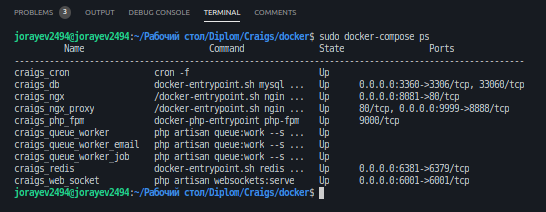 PROBLEMS 3 OUTPUT DEBUG CONSOLE TERMINAL COMMENTS
jorayev2494@jorayev2494:~/Рабочий стол/Diplom/Craigs/docker$ sudo docker-compose ps
Name Command State Ports
--------------------------------------------------------------------------------------------
craigs_cron cron -f Up
craigs_db docker-entrypoint.sh mysql ... Up 0.0.0.0:3360->3306/tcp, 33060/tcp
craigs_ngx /docker-entrypoint.sh ngin ... Up 0.0.0.0:8081->80/tcp
craigs_ngx_proxy /docker-entrypoint.sh ngin ... Up 80/tcp, 0.0.0.0:9999->8888/tcp
craigs_php_fpm docker-php-entrypoint php-fpm Up 9000/tcp
craigs_queue_worker php artisan queue:work --s ... Up
craigs_queue_worker_email php artisan queue:work --s ... Up
craigs_queue_worker_job php artisan queue:work --s ... Up
craigs_redis docker-entrypoint.sh redis ... Up 0.0.0.0:6381->6379/tcp
craigs_web_socket php artisan websockets:serve Up 0.0.0.0:6001->6001/tcp
jorayev2494@jorayev2494:~/Рабочий стол/Diplom/Craigs/docker$